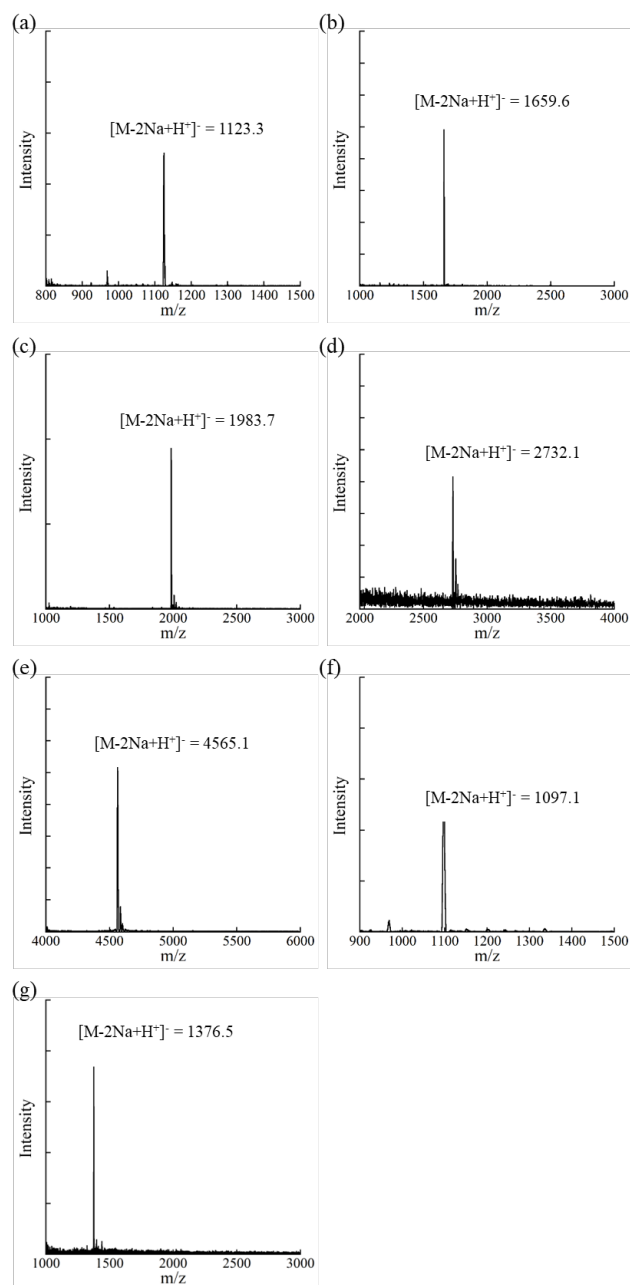 (a)
[M-2Na+H⁺]⁻ = 1123.3
Intensity
800 900 1000 1100 1200 1300 1400 1500
m/z
(b)
[M-2Na+H⁺]⁻ = 1659.6
Intensity
1000 1500 2000 2500 3000
m/z
(c)
[M-2Na+H⁺]⁻ = 1983.7
Intensity
1000 1500 2000 2500 3000
m/z
(d)
[M-2Na+H⁺]⁻ = 2732.1
Intensity
2000 2500 3000 3500 4000
m/z
(e)
[M-2Na+H⁺]⁻ = 4565.1
Intensity
4000 4500 5000 5500 6000
m/z
(f)
[M-2Na+H⁺]⁻ = 1097.1
Intensity
900 1000 1100 1200 1300 1400 1500
m/z
(g)
[M-2Na+H⁺]⁻ = 1376.5
Intensity
1000 1500 2000 2500 3000
m/z